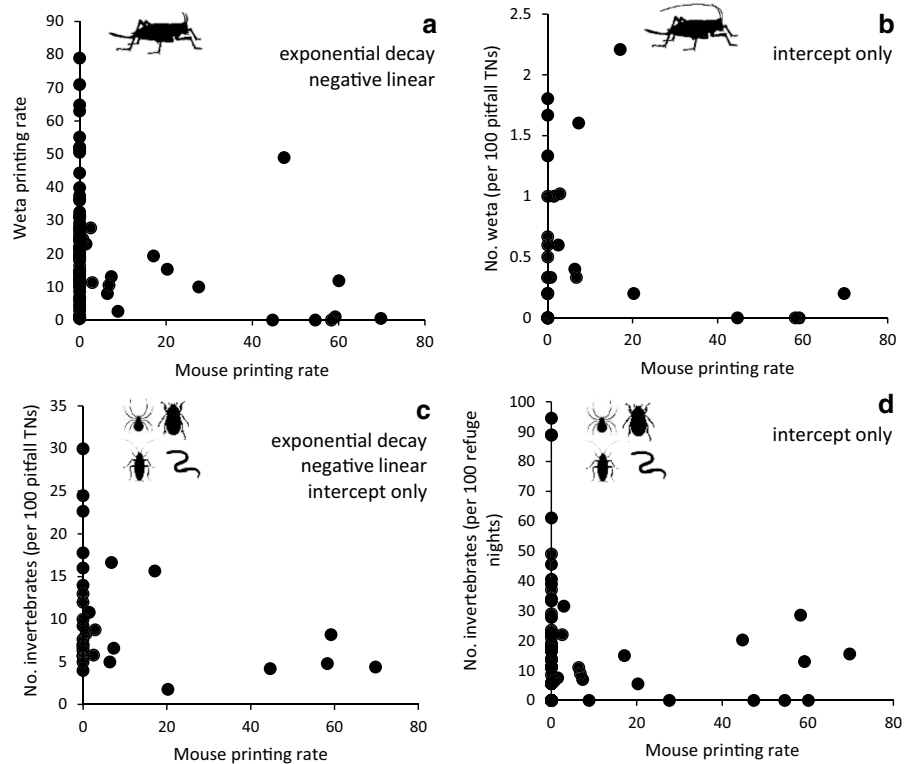 a
exponential decay
negative linear
Weta printing rate
90
80
70
60
50
40
30
20
10
0
0 20 40 60 80
Mouse printing rate
b
intercept only
No. weta (per 100 pitfall TNs)
2.5
2
1.5
1
0.5
0
0 20 40 60 80
Mouse printing rate
c
exponential decay
negative linear
intercept only
No. invertebrates (per 100 pitfall TNs)
35
30
25
20
15
10
5
0
0 20 40 60 80
Mouse printing rate
d
intercept only
No. invertebrates (per 100 refuge
nights)
100
90
80
70
60
50
40
30
20
10
0
0 20 40 60 80
Mouse printing rate